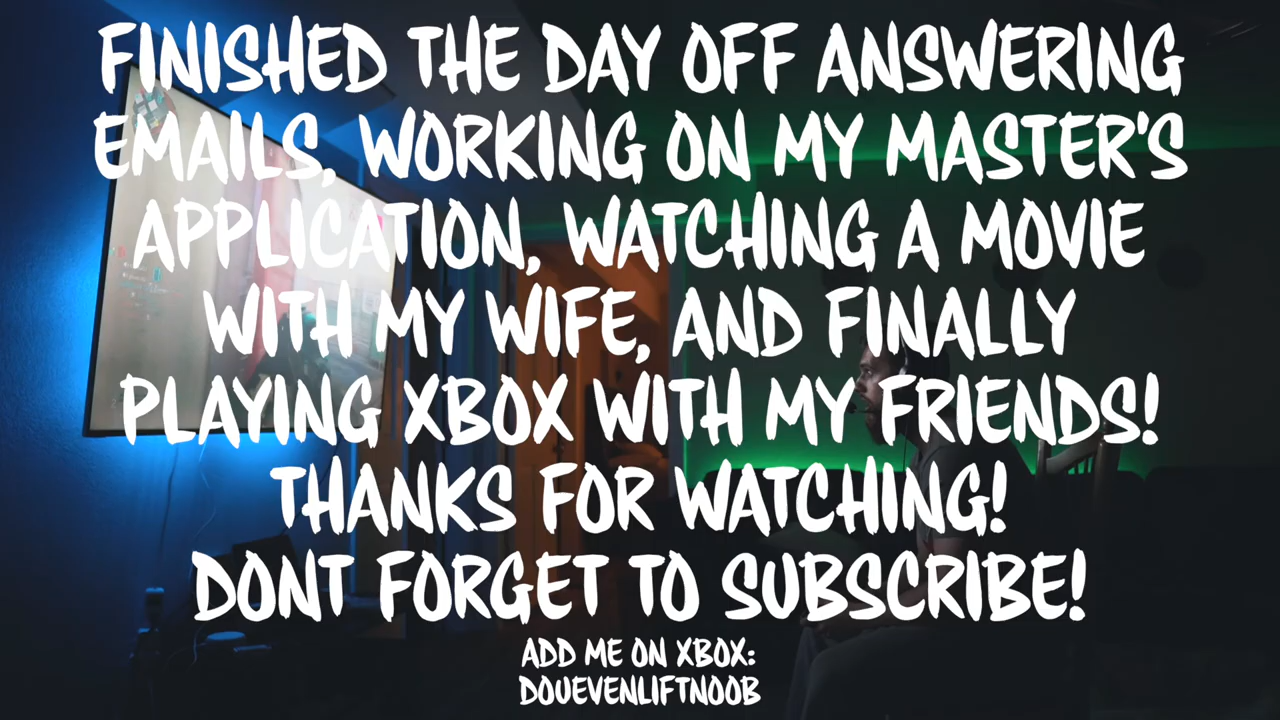 FINISHED THE DAY OFF ANSWERING
EMAILS, WORKING ON MY MASTER'S
APPLICATION, WATCHING A MOVIE
WITH MY WIFE, AND FINALLY
PLAYING XBOX WITH MY FRIENDS!
THANKS FOR WATCHING!
DONT FORGET TO SUBSCRIBE!
ADD ME ON XBOX:
DOUEVENLIFTNOOB